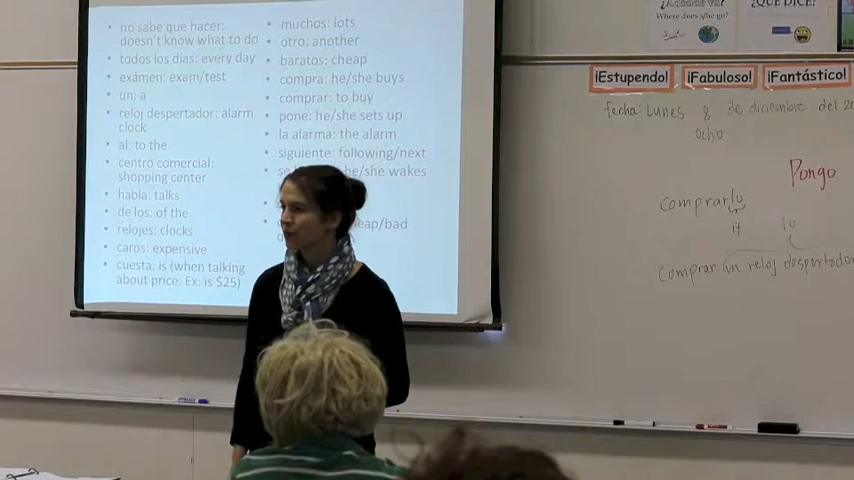 • no sabe que hacer:
doesn't know what to do
• todos los dias: every day
• exámen: exam/test
• un: a
• reloj despertador: alarm
clock
• al: to the
• centro comercial:
shopping center
• habla: talks
• de los: of the
• relojes: clocks
• caros: expensive
• cuesta: is (when talking
about price. Ex: is $25)
• muchos: lots
• otro: another
• baratos: cheap
• compra: he/she buys
• comprar: to buy
• pone: he/she sets up
• la alarma: the alarm
• siguiente: following/next
he/she wakes
cheap/bad
Where does s/he go?
¿QUÉ DICE?
¡Estupendo!
¡Fabuloso!
¡Fantástico!
fecha Lunes 8 de diciembre del
ocho
Pongo
Comprarlo
it
lo
Comprar un reloj despertador